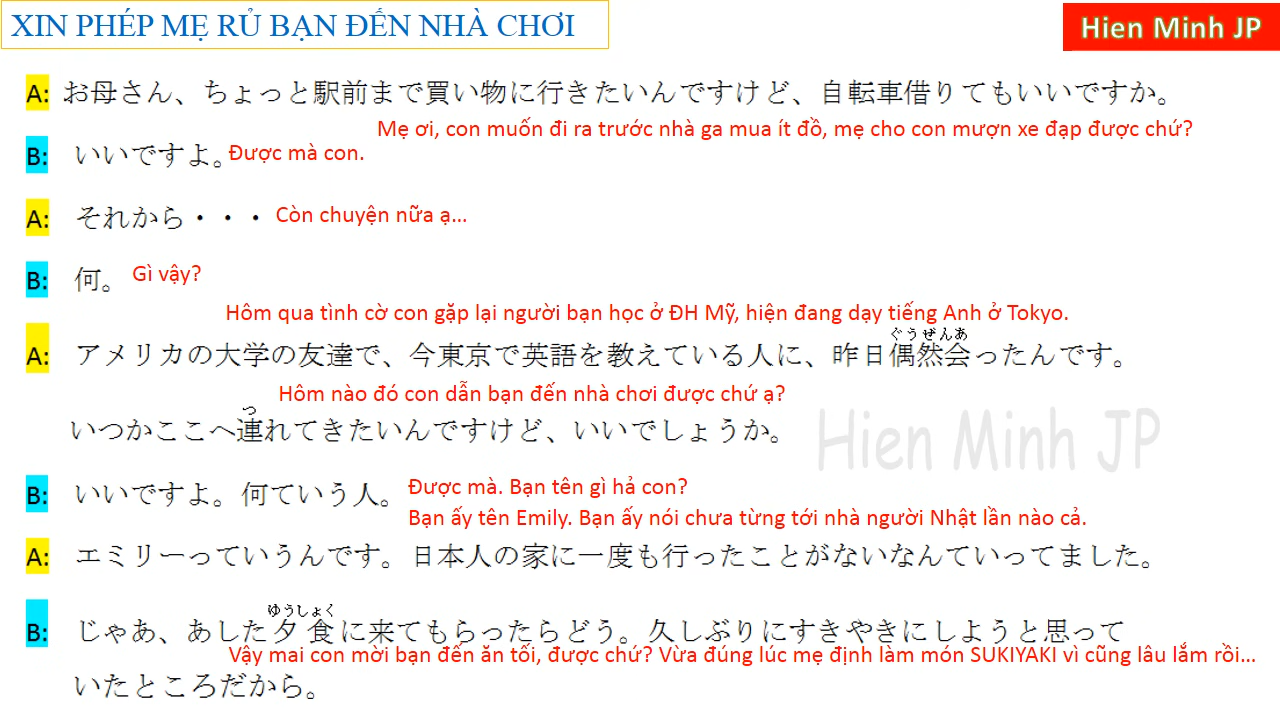 XIN PHÉP MẸ RỦ BẠN ĐẾN NHÀ CHƠI
Hien Minh JP
A: お母さん、ちょっと駅前まで買い物に行きたいんですけど、自転車借りてもいいですか。
Mẹ ơi, con muốn đi ra trước nhà ga mua ít đồ, mẹ cho con mượn xe đạp được chứ?
B: いいですよ。Được mà con.
A: それから・・・ Còn chuyện nữa ạ...
B: 何。 Gì vậy?
Hôm qua tình cờ con gặp lại người bạn học ở ĐH Mỹ, hiện đang dạy tiếng Anh ở Tokyo.
ぐうぜんあ
A: アメリカの大学の友達で、今東京で英語を教えている人に、昨日偶然会ったんです。
Hôm nào đó con dẫn bạn đến nhà chơi được chứ ạ?
つ
いつかここへ連れてきたいんですけど、いいでしょうか。
Hien Minh JP
B: いいですよ。何ていう人。 Được mà. Bạn tên gì hả con?
Bạn ấy tên Emily. Bạn ấy nói chưa từng tới nhà người Nhật lần nào cả.
A: エミリーっていうんです。日本人の家に一度も行ったことがないなんていってました。
ゆうしょく
B: じゃあ、あした夕食に来てもらったらどう。久しぶりにすきやきにしようと思って
Vậy mai con mời bạn đến ăn tối, được chứ? Vừa đúng lúc mẹ định làm món SUKIYAKI vì cũng lâu lắm rồi...
いたところだから。